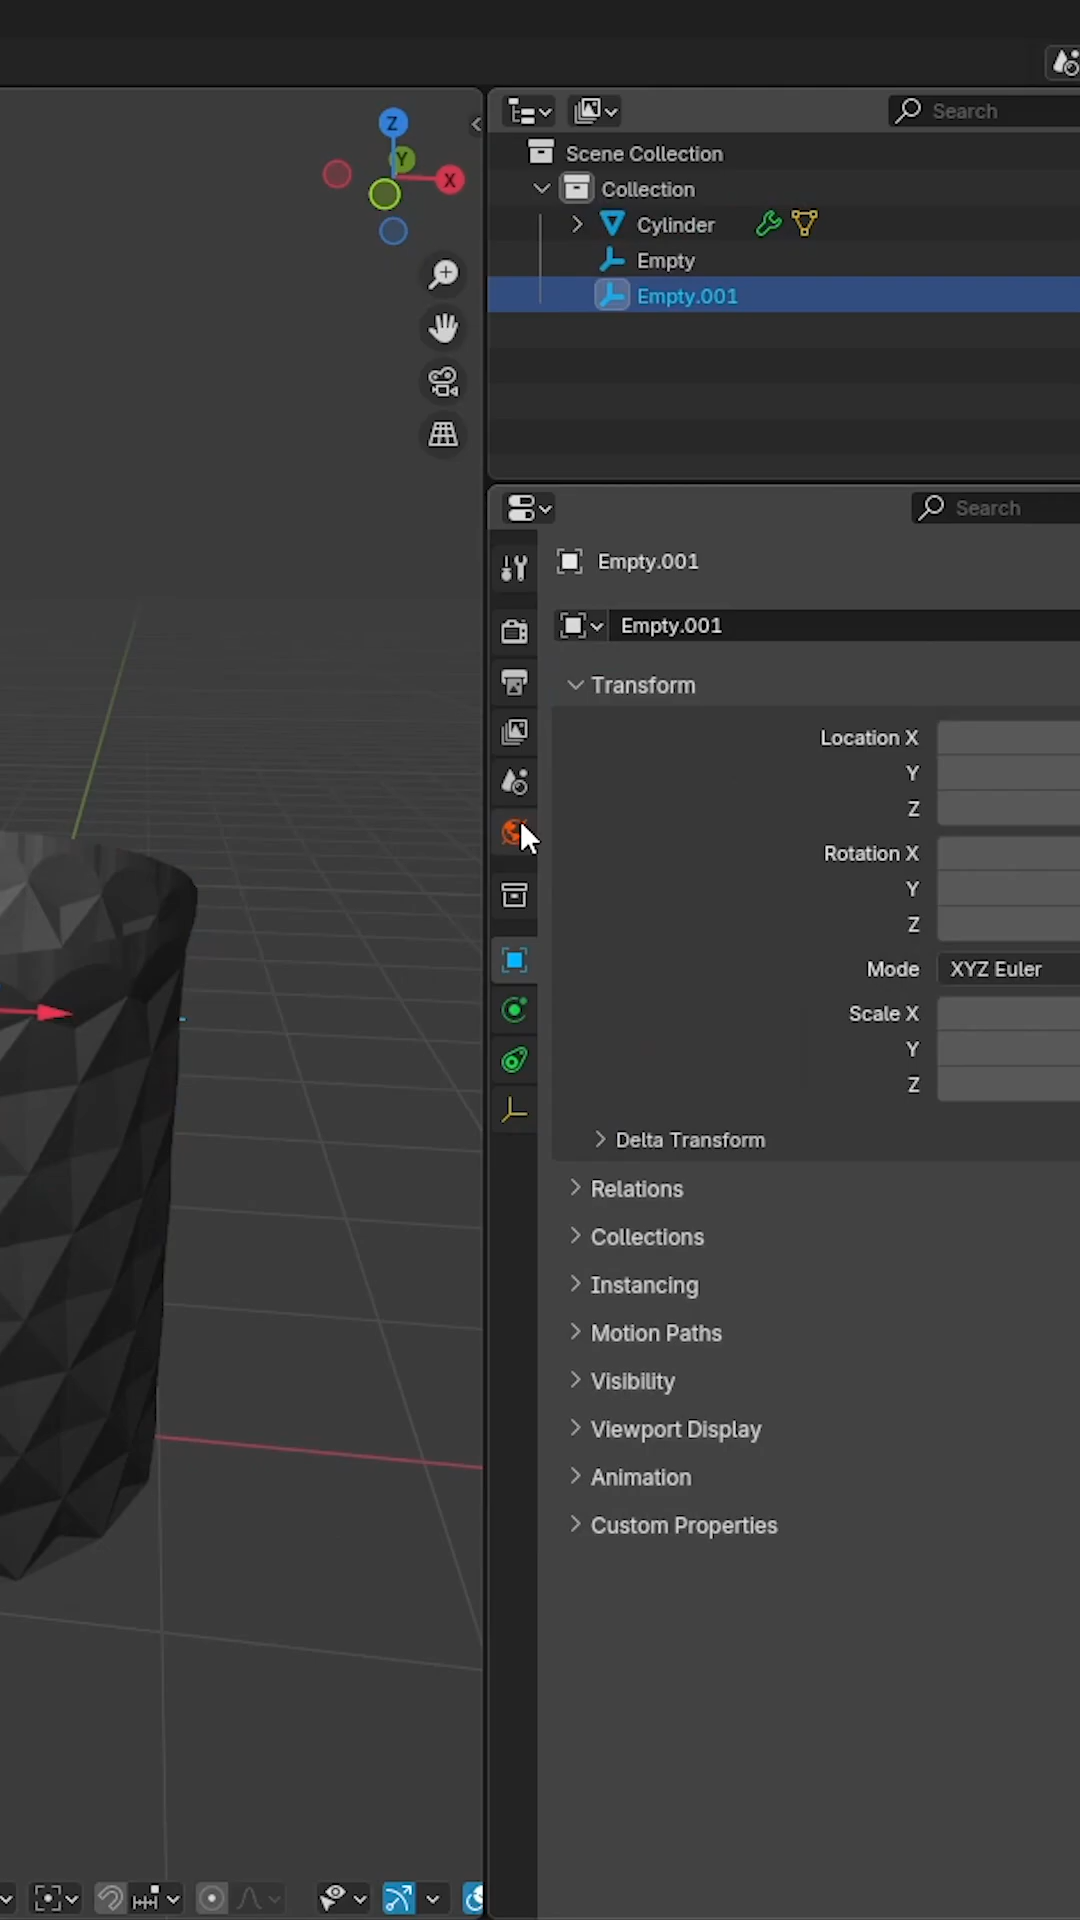 Search
Z
Y
X
Scene Collection
Collection
Cylinder
Empty
Empty.001
Search
Empty.001
Empty.001
Transform
Location X
Y
Z
Rotation X
Y
Z
Mode XYZ Euler
Scale X
Y
Z
Delta Transform
Relations
Collections
Instancing
Motion Paths
Visibility
Viewport Display
Animation
Custom Properties